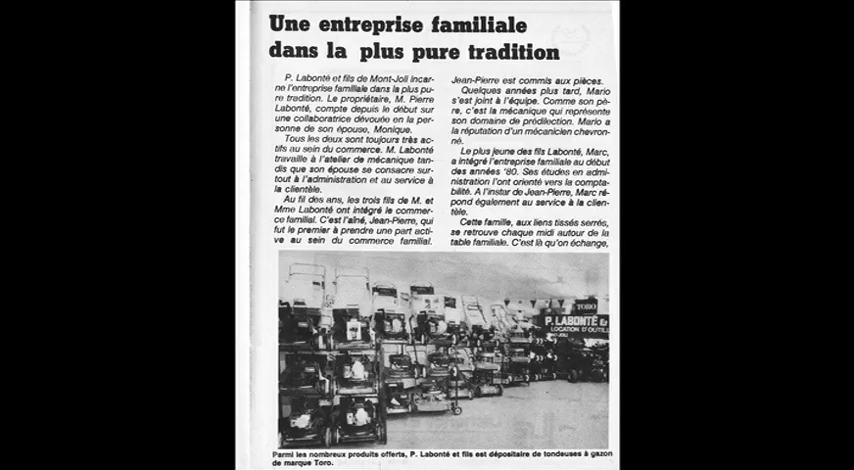 Une entreprise familiale
dans la plus pure tradition
P. Labonté et fils de Mont-Joli incar-
ne l'entreprise familiale dans la plus pu-
re tradition. Le propriétaire, M. Pierre
Labonté, compte depuis le début sur
une collaboratrice dévouée en la per-
sonne de son épouse, Monique.
Tous les deux sont toujours très ac-
tifs au sein du commerce. M. Labonté
travaille à l'atelier de mécanique tan-
dis que son épouse se consacre sur-
tout à l'administration et au service à
la clientèle.
Au fil des ans, les trois fils de M. et
Mme Labonté ont intégré le commer-
ce familial. C'est l'aîné, Jean-Pierre, qui
fut le premier à prendre une part acti-
ve au sein du commerce familial.
Jean-Pierre est commis aux pièces.
Quelques années plus tard, Mario
s'est joint à l'équipe. Comme son pè-
re, c'est la mécanique qui représente
son domaine de prédilection. Mario a
la réputation d'un mécanicien chevron-
né.
Le plus jeune des fils Labonté, Marc,
a intégré l'entreprise familiale au début
des années '80. Ses études en admi-
nistration l'ont orienté vers la compta-
bilité. A l'instar de Jean-Pierre, Marc ré-
pond également au service à la clien-
tèle.
Cette famille, aux liens tissés serrés,
se retrouve chaque midi autour de la
table familiale. C'est là qu'on échange,
TORO
P. LABONTÉ &
LOCATION D'OUTIL
Parmi les nombreux produits offerts, P. Labonté et fils est dépositaire de tondeuses à gazon
de marque Toro.